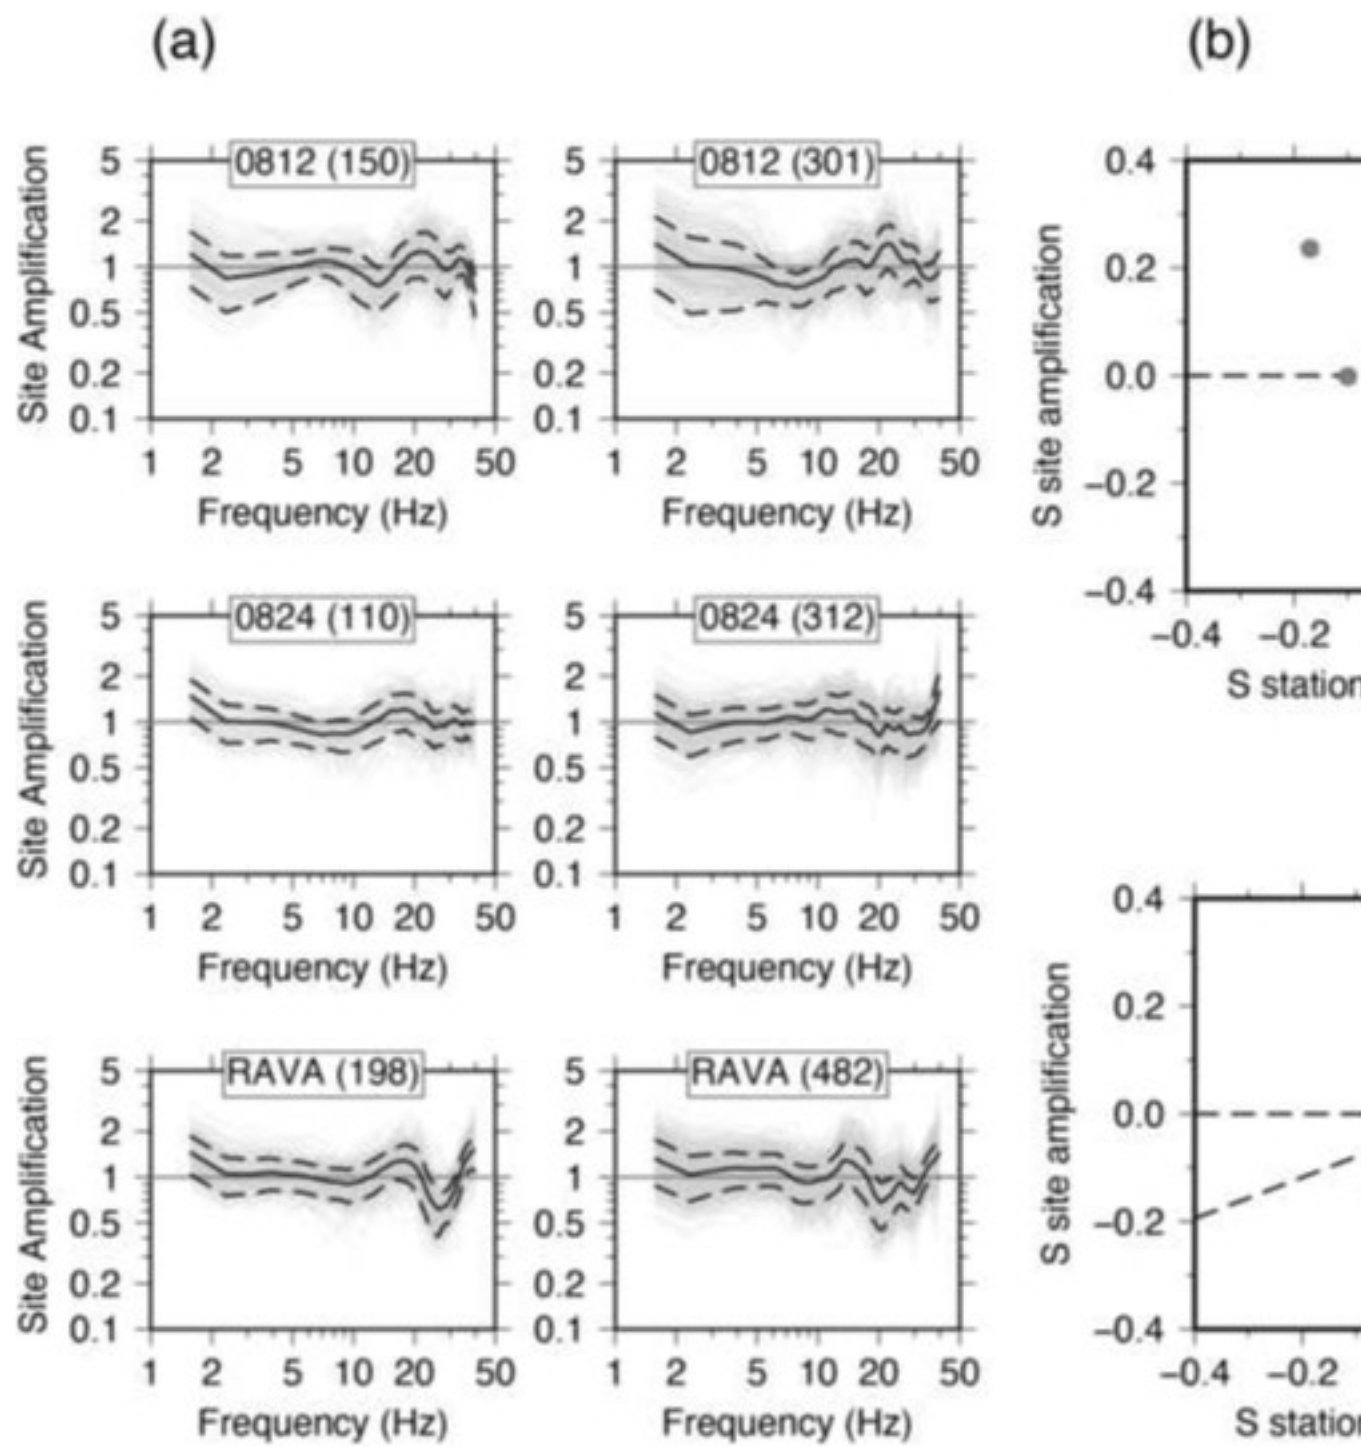 (a)
(b)
0812 (150)
Site Amplification
5
2
1
0.5
0.2
0.1
1 2 5 10 20 50
Frequency (Hz)
0812 (301)
5
2
1
0.5
0.2
0.1
1 2 5 10 20 50
Frequency (Hz)
S site amplification
0.4
0.2
0.0
−0.2
−0.4
−0.4 −0.2
S station
0824 (110)
Site Amplification
5
2
1
0.5
0.2
0.1
1 2 5 10 20 50
Frequency (Hz)
0824 (312)
5
2
1
0.5
0.2
0.1
1 2 5 10 20 50
Frequency (Hz)
RAVA (198)
Site Amplification
5
2
1
0.5
0.2
0.1
1 2 5 10 20 50
Frequency (Hz)
RAVA (482)
5
2
1
0.5
0.2
0.1
1 2 5 10 20 50
Frequency (Hz)
S site amplification
0.4
0.2
0.0
−0.2
−0.4
−0.4 −0.2
S station